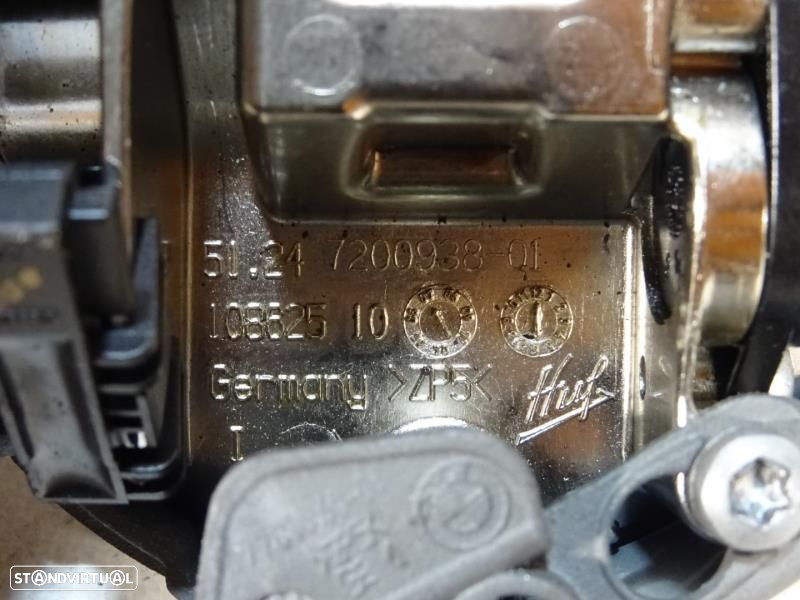 51.24 7200938-01
108625 10
Germany >ZP5< Huf
I
STANDVIRTUAL